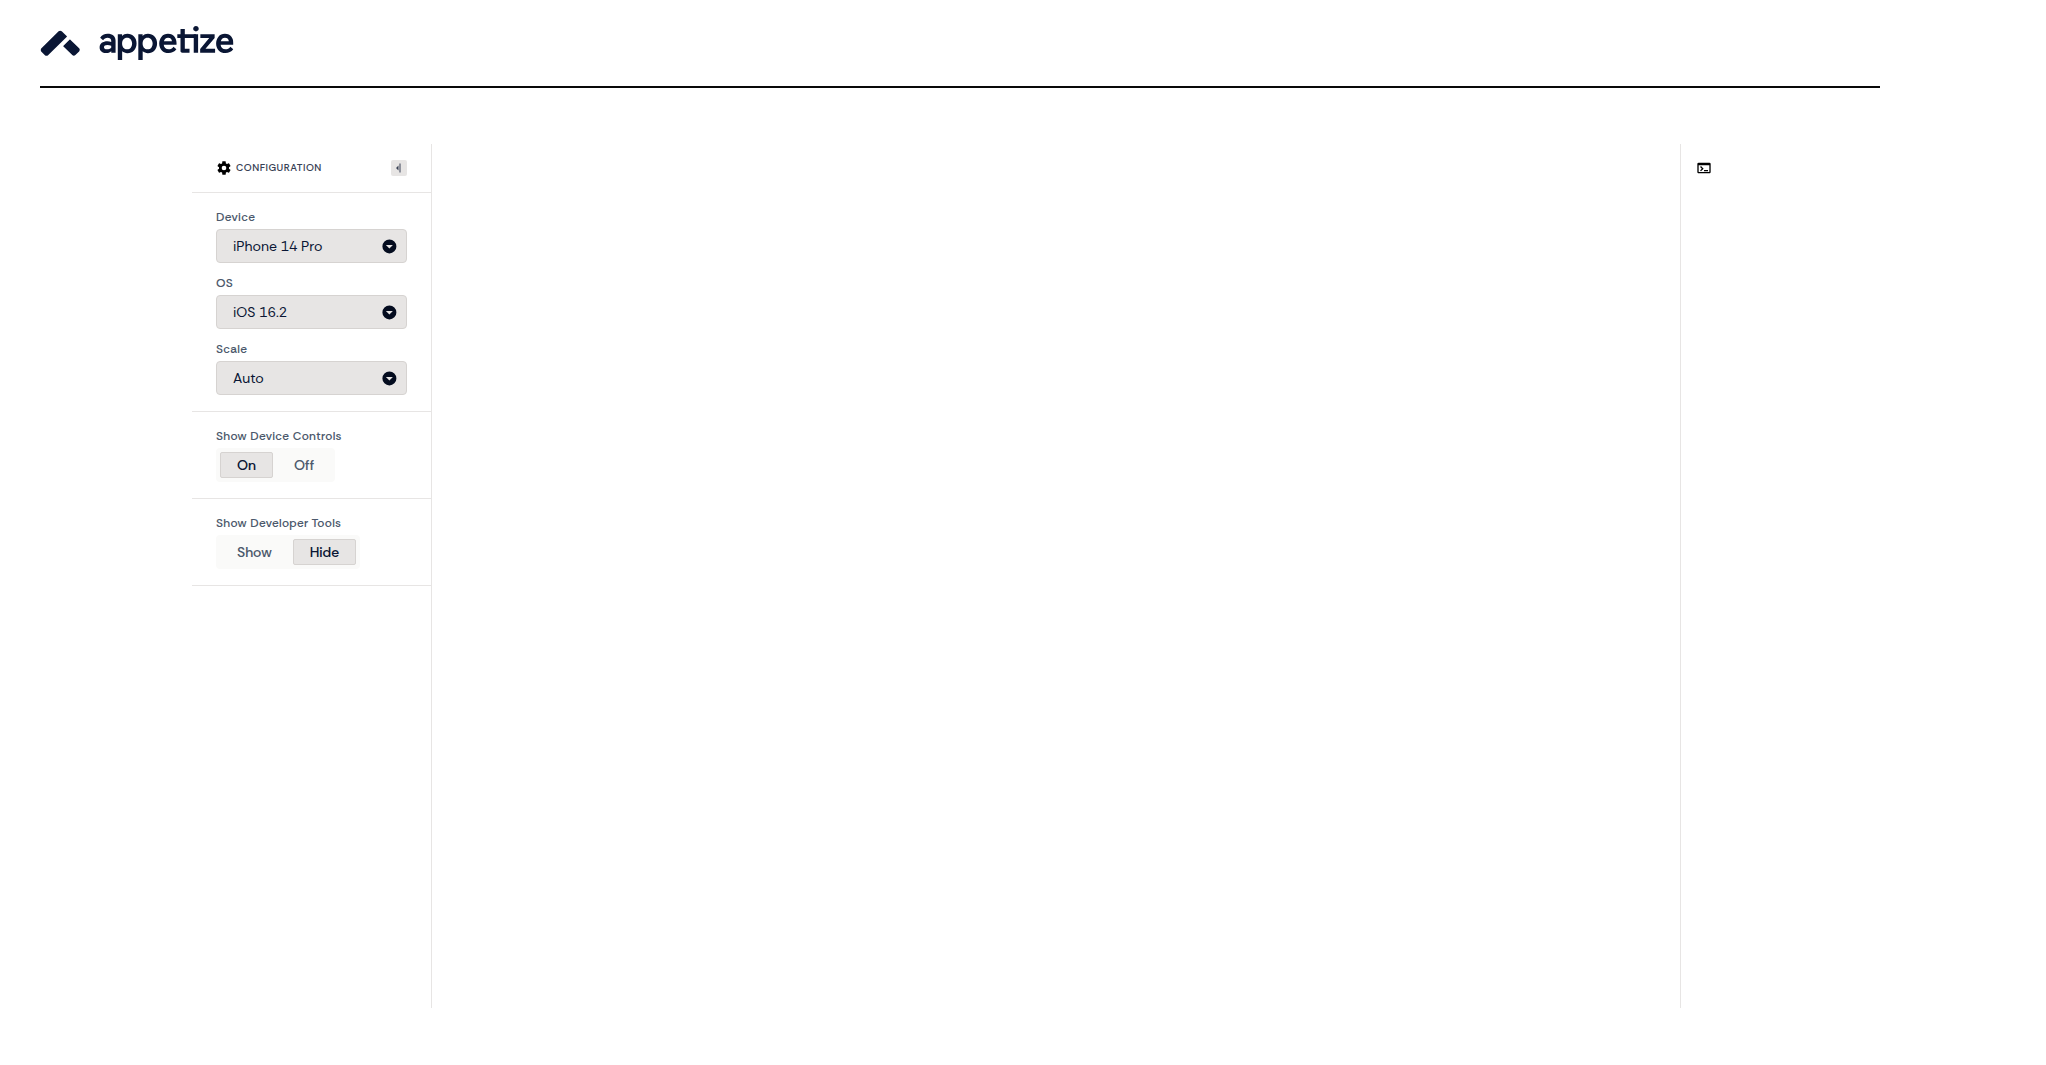 appetize
CONFIGURATION
Device
iPhone 14 Pro
OS
iOS 16.2
Scale
Auto
Show Device Controls
On Off
Show Developer Tools
Show Hide